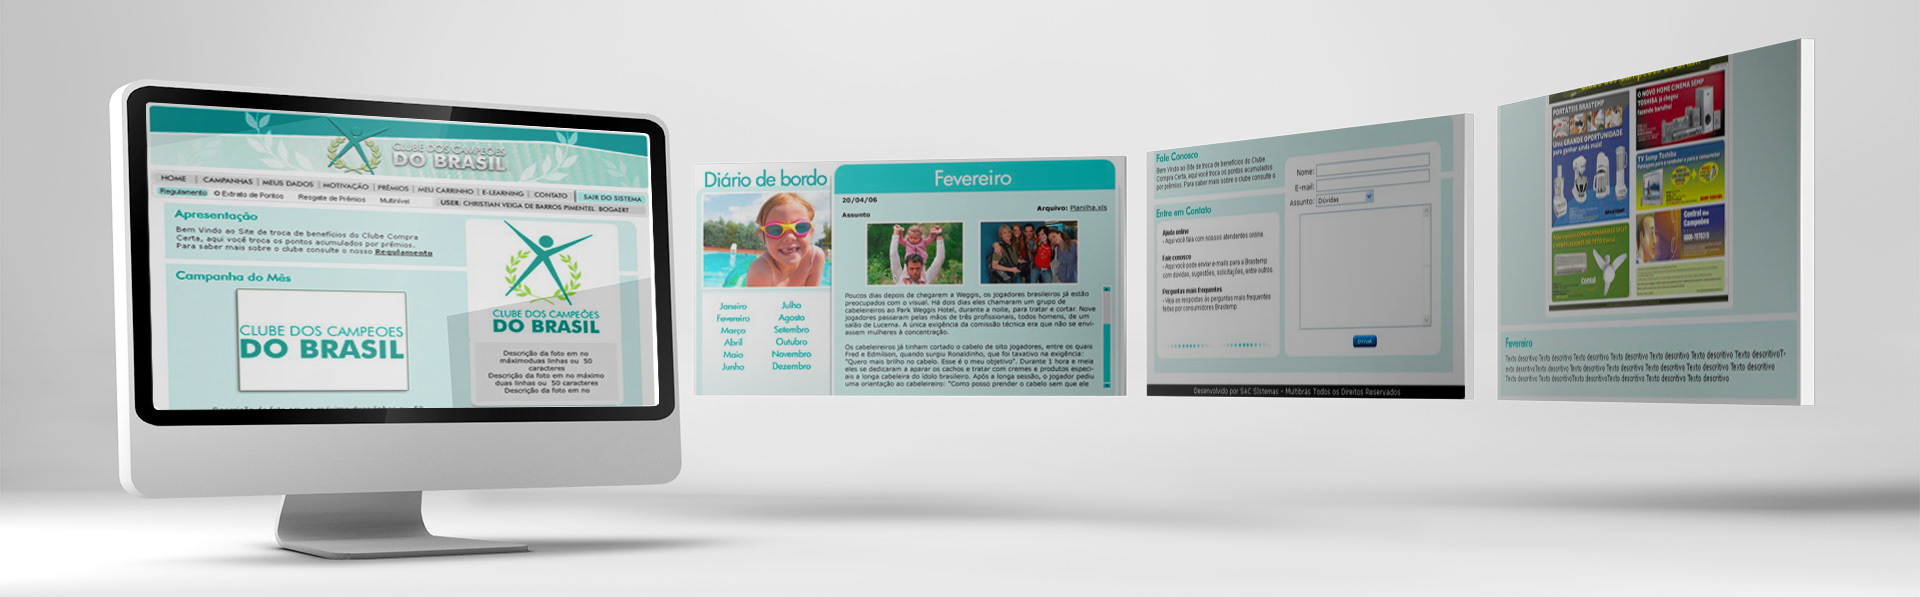 CLUBE DOS CAMPEÕES
DO BRASIL
HOME | CAMPANHAS | MEUS DADOS | MOTIVAÇÃO | PRÊMIOS | MEU CARRINHO | E-LEARNING | CONTATO | SAIR DO SISTEMA
Regulamento Extrato de Pontos Resgate de Prêmios Multinível USER: CHRISTIAN VEIGA DE BARROS PIMENTEL BOGAERT
Apresentação
Bem Vindo ao Site de troca de benefícios do Clube Compra
Certa, aqui você troca os pontos acumulados por prêmios.
Para saber mais sobre o clube consulte o nosso Regulamento
Campanha do Mês
CLUBE DOS CAMPEOES
DO BRASIL
CLUBE DOS CAMPEÕES
DO BRASIL
Descrição da foto em no
máximoduas linhas ou 50
caracteres
Descrição da foto em no máximo
duas linhas ou 50 caracteres
Descrição da foto em no
Diário de bordo
Janeiro Julho
Fevereiro Agosto
Março Setembro
Abril Outubro
Maio Novembro
Junho Dezembro
Fevereiro
20/04/06
Assunto
Arquivo: Planilha.xls
Poucos dias depois de chegarem a Weggis, os jogadores brasileiros já estão
preocupados com o visual. Há dois dias eles chamaram um grupo de
cabeleireiros ao Park Weggis Hotel, durante a noite, para tratar e cortar. Nove
jogadores passaram pelas mãos de três profissionais, todos homens, de um
salão de Lucerna. A única exigência da comissão técnica era que não se envi-
assem mulheres à concentração.
Os cabeleireiros já tinham cortado o cabelo de oito jogadores, entre os quais
Fred e Edmilson, quando surgiu Ronaldinho, que foi taxativo na exigência:
"Quero mais brilho no cabelo. Esse é o meu objetivo". Durante 1 hora e meia
eles se dedicaram a aparar os cachos e tratar com cremes e produtos especi-
ais a longa cabeleira do ídolo brasileiro. Após a longa sessão, o jogador pediu
uma orientação ao cabeleireiro: "Como posso prender o cabelo sem que ele
Fale Conosco
Bem Vindo ao Site de troca de benefícios do Clube
Compra Certa, aqui você troca os pontos acumulados
por prêmios. Para saber mais sobre o clube consulte o
Entre em Contato
Ajuda online
- Aqui você fala com nossos atendentes online.
Fale conosco
- Aqui você pode enviar e-mails para a Brastemp
com dúvidas, sugestões, solicitações, entre outros.
Perguntas mais frequentes
- Veja as respostas às perguntas mais frequentes
feitas por consumidores Brastemp.
Nome:
E-mail:
Assunto: Dúvidas
Enviar
Desenvolvido por SAC Sistemas - Multibrás Todos os Direitos Reservados
PORTÁTEIS BRASTEMP
Uma GRANDE OPORTUNIDADE
para ganhar ainda mais!
O NOVO HOME CINEMA SEMP
TOSHIBA já chegou
fazendo barulho!
TV Semp Toshiba
Central dos
Campeões
Consul
Fevereiro
Texto descritivo Texto descritivo Texto descritivo Texto descritivo Texto descritivo Texto descritivoT-
exto descritivoTexto descritivo Texto descritivoTexto descritivo Texto descritivo Texto descritivo
Texto descritivo Texto descritivoTexto descritivoTexto descritivo Texto descritivo Texto descritivo